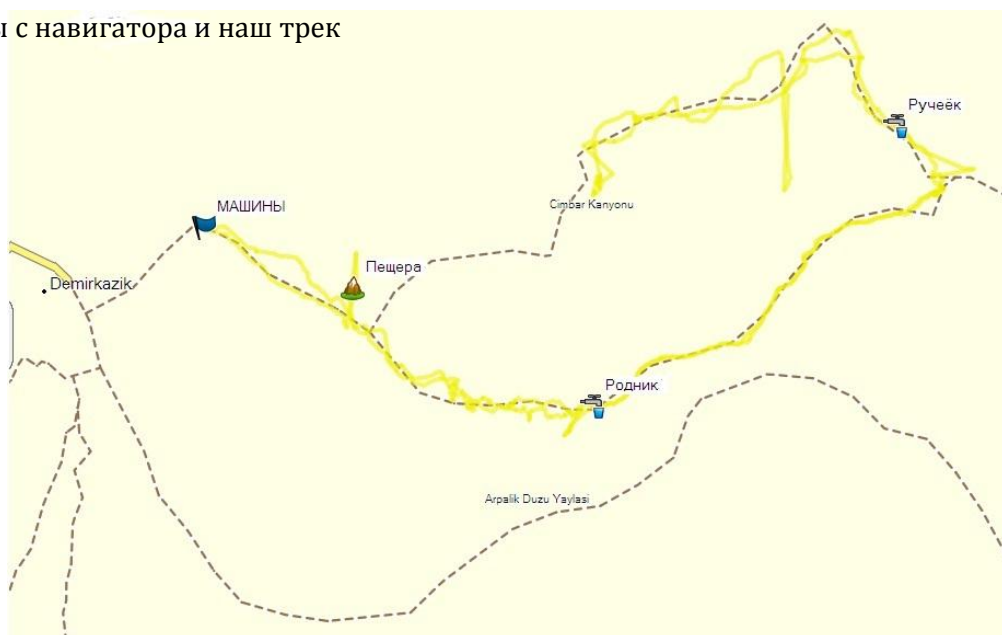 ы с навигатора и наш трек
Ручеёк
Cimbar Kanyonu
МАШИНЫ
Пещера
Demirkazik
Родник
Arpalik Duzu Yaylasi